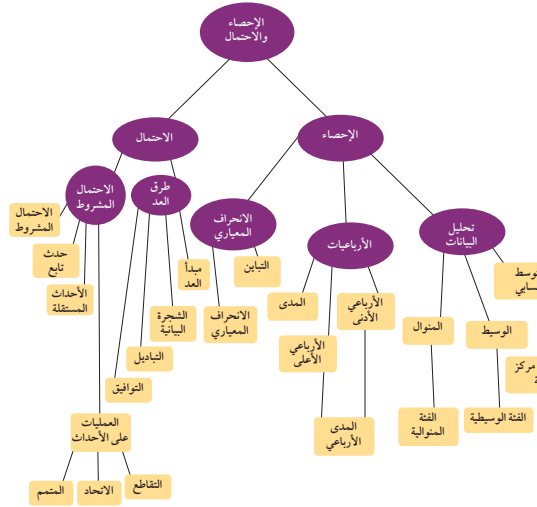 الإحصاء
والاحتمال
الاحتمال
الإحصاء
الاحتمال
المشروط
طرق
العد
الانحراف
المعياري
الأرباعيات
تحليل
البيانات
الاحتمال
المشروط
حدث
تابع
الأحداث
المستقلة
مبدأ
العد
الشجرة
البيانية
التباديل
التوافيق
التباين
الانحراف
المعياري
المدى
الأرباعي
الأدنى
الأرباعي
الأعلى
المدى
الأرباعي
المنوال
الوسيط
الفئة
المنوالية
الفئة الوسيطية
مركز
العمليات
على الأحداث
التقاطع
الاتحاد
المتمم